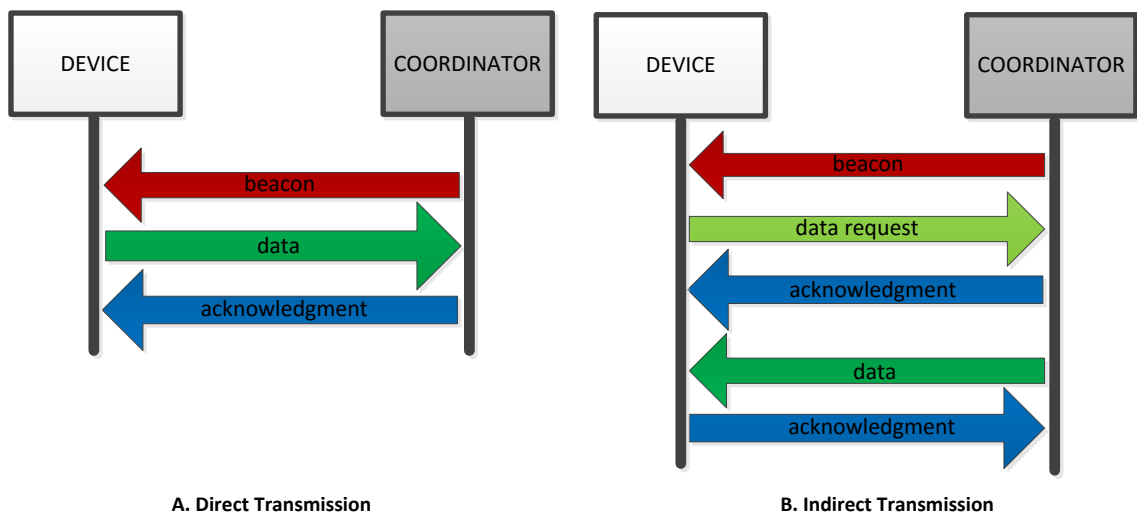 DEVICE
COORDINATOR
beacon
data
acknowledgment
A. Direct Transmission
DEVICE
COORDINATOR
beacon
data request
acknowledgment
data
acknowledgment
B. Indirect Transmission